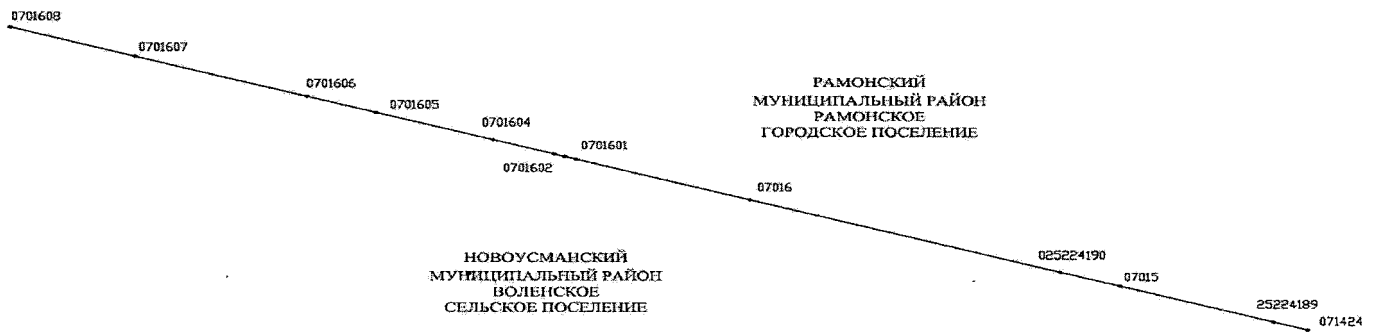 0701608
0701607
0701606
0701605
0701604
0701602
0701601
РАМОНСКИЙ
МУНИЦИПАЛЬНЫЙ РАЙОН
РАМОНСКОЕ
ГОРОДСКОЕ ПОСЕЛЕНИЕ
07016
НОВОУСМАНСКИЙ
МУНИЦИПАЛЬНЫЙ РАЙОН
ВОЛЕНСКОЕ
СЕЛЬСКОЕ ПОСЕЛЕНИЕ
025224190
07015
25224189
071424